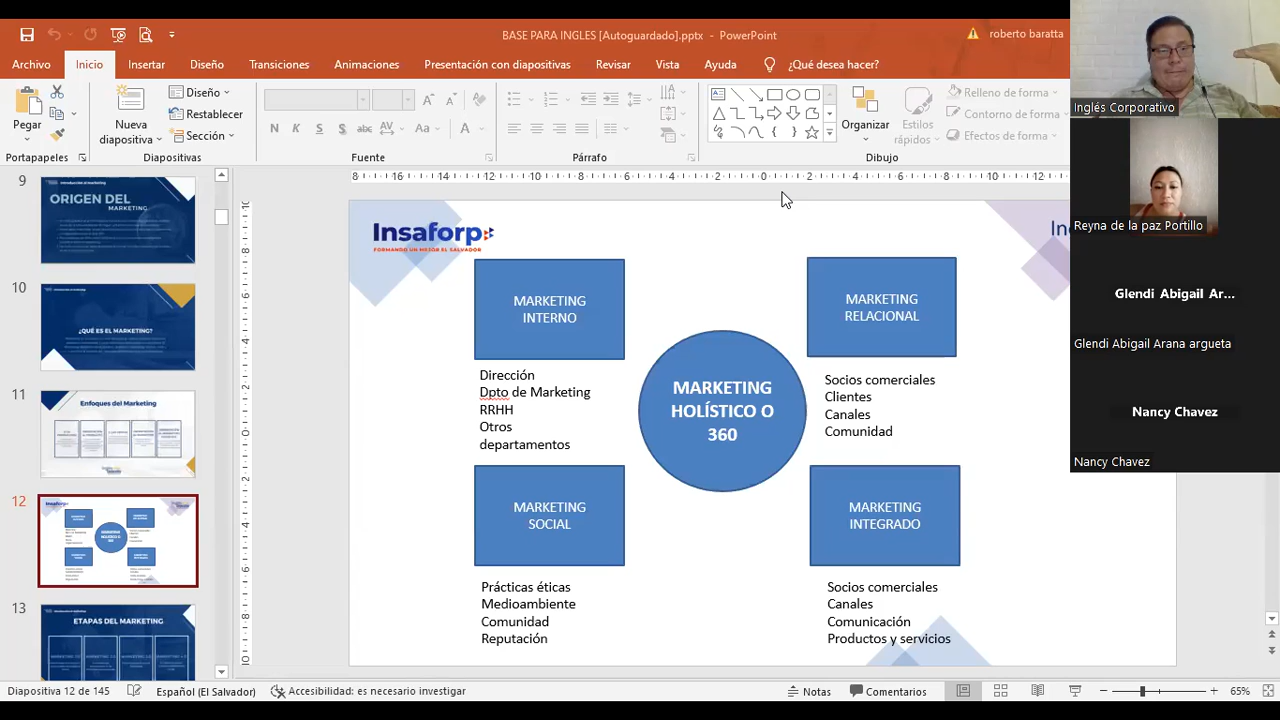 BASE PARA INGLES [Autoguardado].pptx - PowerPoint
roberto baratta
Archivo Inicio Insertar Diseño Transiciones Animaciones Presentación con diapositivas Revisar Vista Ayuda ¿Qué desea hacer?
Pegar
Nueva diapositiva
Diseño
Restablecer
Sección
N K S S abc AV Aa A
Organizar
Estilos rápidos
Relleno de forma
Contorno de forma
Efectos de forma
Portapapeles Diapositivas Fuente Párrafo Dibujo
9
ORIGEN DEL
MARKETING
10
¿QUÉ ES EL MARKETING?
11
Enfoques del Marketing
12
13
ETAPAS DEL MARKETING
Insaforp
FORMANDO UN MEJOR EL SALVADOR
MARKETING
INTERNO
Dirección
Dpto de Marketing
RRHH
Otros
departamentos
MARKETING
RELACIONAL
Socios comerciales
Clientes
Canales
Comunidad
MARKETING
HOLÍSTICO O
360
MARKETING
SOCIAL
Prácticas éticas
Medioambiente
Comunidad
Reputación
MARKETING
INTEGRADO
Socios comerciales
Canales
Comunicación
Productos y servicios
Inglés Corporativo
Reyna de la paz Portillo
Glendi Abigail Ar...
Glendi Abigail Arana argueta
Nancy Chavez
Nancy Chavez
Diapositiva 12 de 145 Español (El Salvador) Accesibilidad: es necesario investigar Notas Comentarios 65%